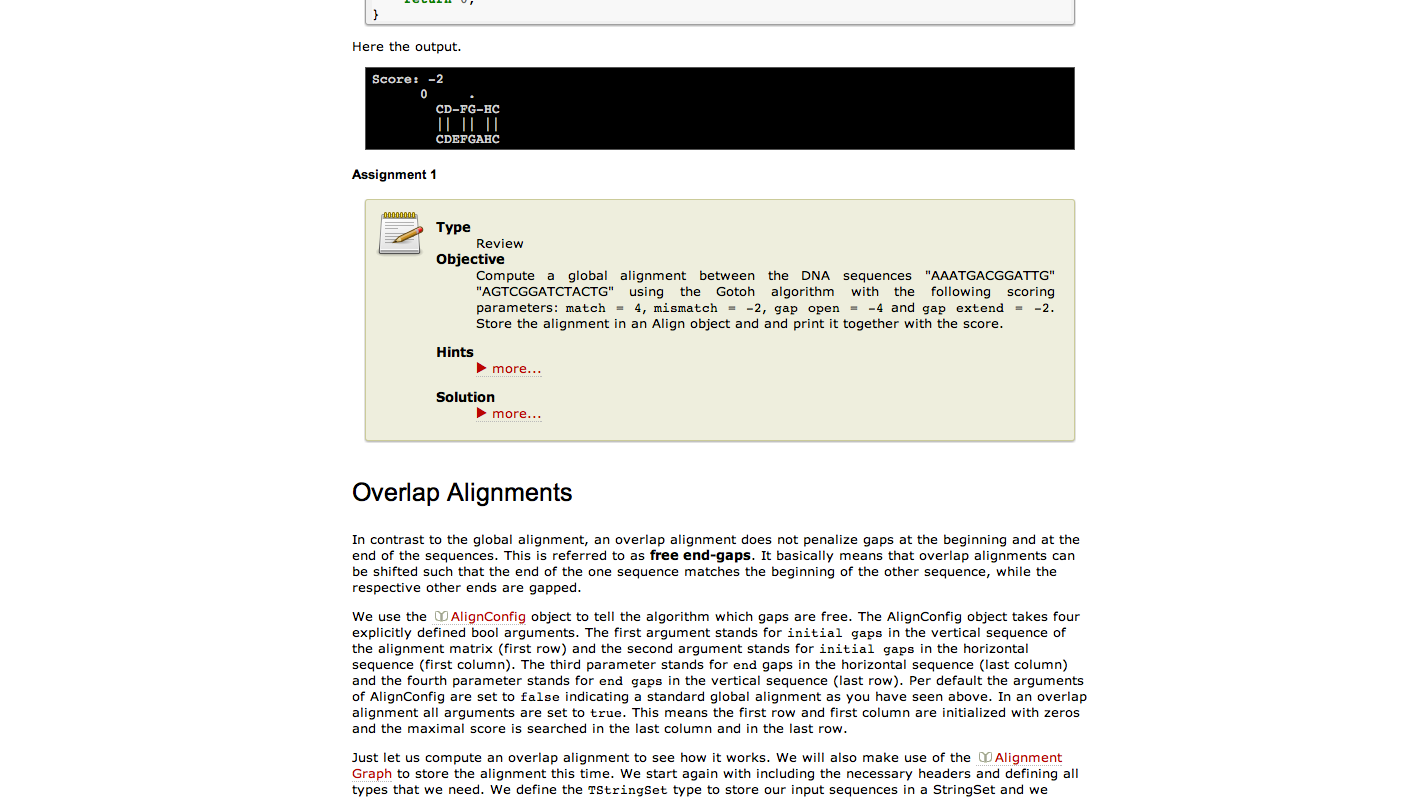 }
Here the output.
Score: -2
0     .
CD-FG-HC
|| || ||
CDEFGAHC
Assignment 1
Type
Review
Objective
Compute a global alignment between the DNA sequences "AAATGACGGATTG"
"AGTCGGATCTACTG" using the Gotoh algorithm with the following scoring
parameters: match = 4, mismatch = -2, gap open = -4 and gap extend = -2.
Store the alignment in an Align object and and print it together with the score.
Hints
▶ more...
Solution
▶ more...
Overlap Alignments
In contrast to the global alignment, an overlap alignment does not penalize gaps at the beginning and at the
end of the sequences. This is referred to as free end-gaps. It basically means that overlap alignments can
be shifted such that the end of the one sequence matches the beginning of the other sequence, while the
respective other ends are gapped.
We use the AlignConfig object to tell the algorithm which gaps are free. The AlignConfig object takes four
explicitly defined bool arguments. The first argument stands for initial gaps in the vertical sequence of
the alignment matrix (first row) and the second argument stands for initial gaps in the horizontal
sequence (first column). The third parameter stands for end gaps in the horizontal sequence (last column)
and the fourth parameter stands for end gaps in the vertical sequence (last row). Per default the arguments
of AlignConfig are set to false indicating a standard global alignment as you have seen above. In an overlap
alignment all arguments are set to true. This means the first row and first column are initialized with zeros
and the maximal score is searched in the last column and in the last row.
Just let us compute an overlap alignment to see how it works. We will also make use of the Alignment
Graph to store the alignment this time. We start again with including the necessary headers and defining all
types that we need. We define the TStringSet type to store our input sequences in a StringSet and we